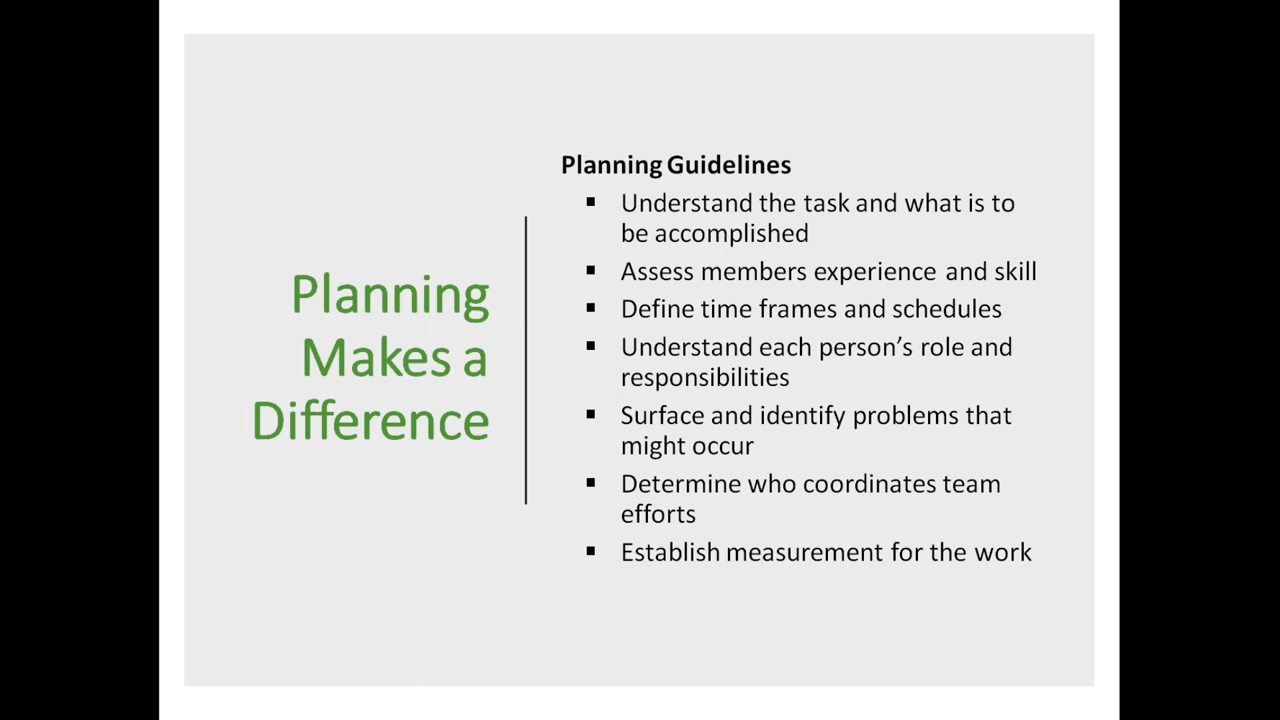 Planning
Makes a
Difference
Planning Guidelines
▪ Understand the task and what is to
be accomplished
▪ Assess members experience and skill
▪ Define time frames and schedules
▪ Understand each person’s role and
responsibilities
▪ Surface and identify problems that
might occur
▪ Determine who coordinates team
efforts
▪ Establish measurement for the work